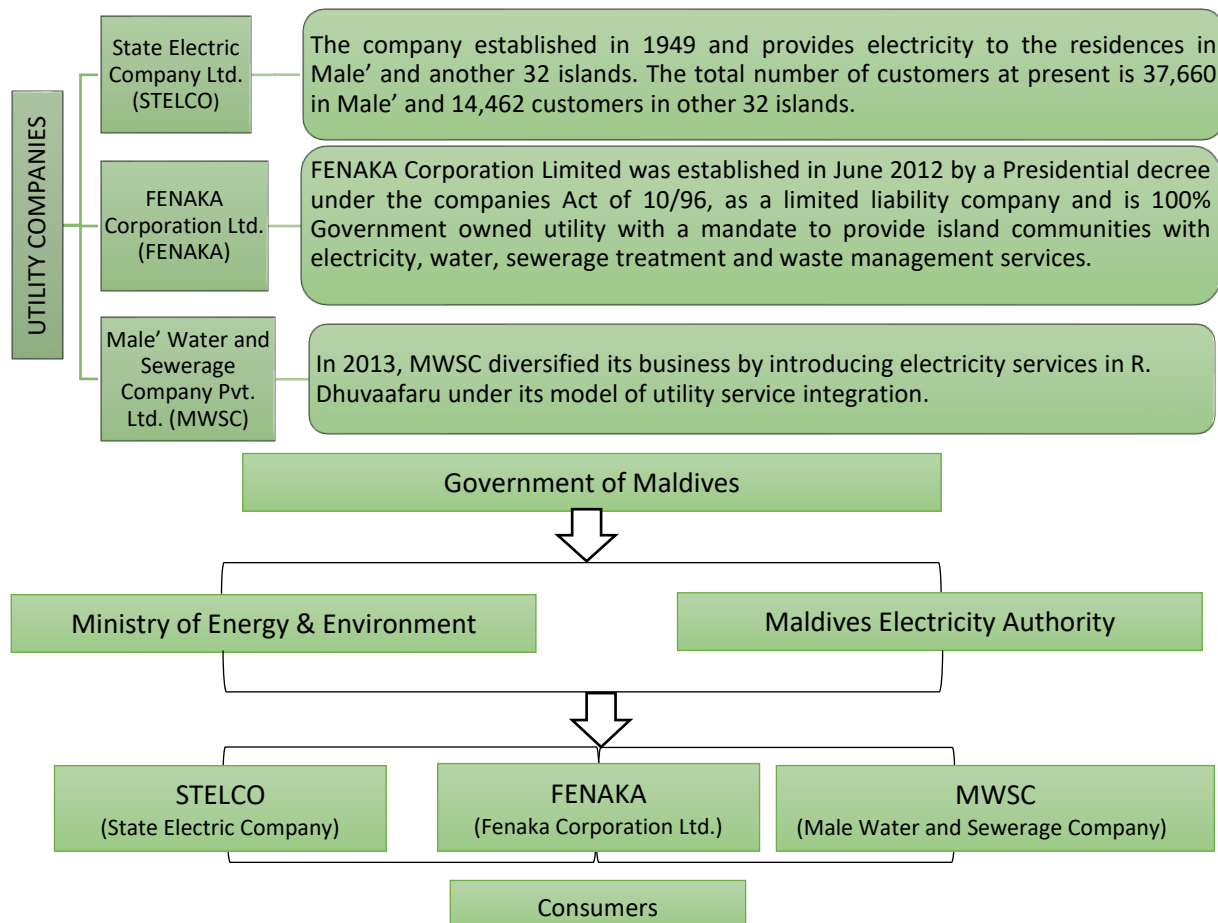 UTILITY COMPANIES
State Electric
Company Ltd.
(STELCO)
The company established in 1949 and provides electricity to the residences in
Male’ and another 32 islands. The total number of customers at present is 37,660
in Male’ and 14,462 customers in other 32 islands.
FENAKA
Corporation Ltd.
(FENAKA)
FENAKA Corporation Limited was established in June 2012 by a Presidential decree
under the companies Act of 10/96, as a limited liability company and is 100%
Government owned utility with a mandate to provide island communities with
electricity, water, sewerage treatment and waste management services.
Male’ Water and
Sewerage
Company Pvt.
Ltd. (MWSC)
In 2013, MWSC diversified its business by introducing electricity services in R.
Dhuvaafaru under its model of utility service integration.
Government of Maldives
Ministry of Energy & Environment
Maldives Electricity Authority
STELCO
(State Electric Company)
FENAKA
(Fenaka Corporation Ltd.)
MWSC
(Male Water and Sewerage Company)
Consumers